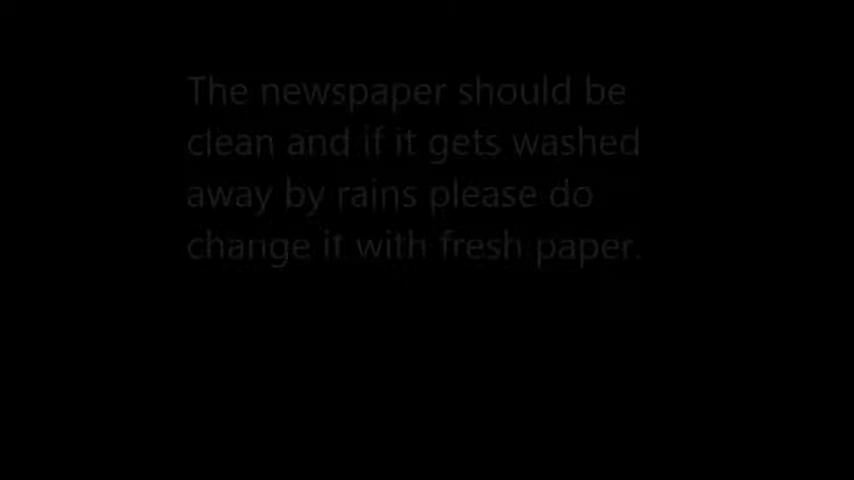 The newspaper should be
clean and if it gets washed
away by rains please do
change it with fresh paper.